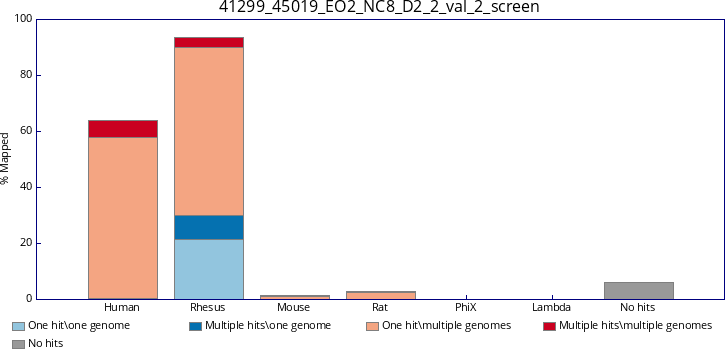 41299_45019_EO2_NC8_D2_2_val_2_screen
100
80
60
40
20
0
% Mapped
Human Rhesus Mouse Rat PhiX Lambda No hits
One hit\one genome Multiple hits\one genome One hit\multiple genomes Multiple hits\multiple genomes
No hits